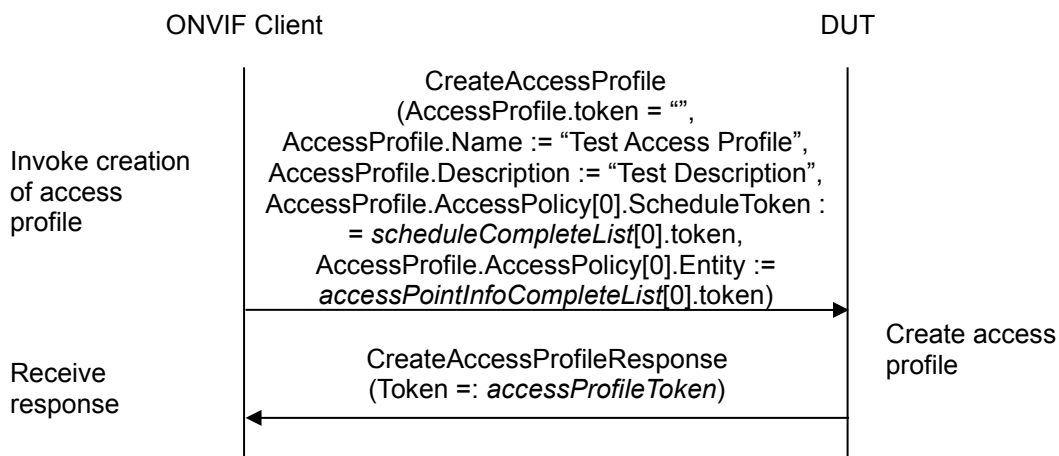 ONVIF Client
DUT
CreateAccessProfile
(AccessProfile.token = “”,
AccessProfile.Name := “Test Access Profile”,
AccessProfile.Description := “Test Description”,
AccessProfile.AccessPolicy[0].ScheduleToken :
= scheduleCompleteList[0].token,
AccessProfile.AccessPolicy[0].Entity :=
accessPointInfoCompleteList[0].token)
Invoke creation
of access
profile
Create access
profile
CreateAccessProfileResponse
(Token =: accessProfileToken)
Receive
response